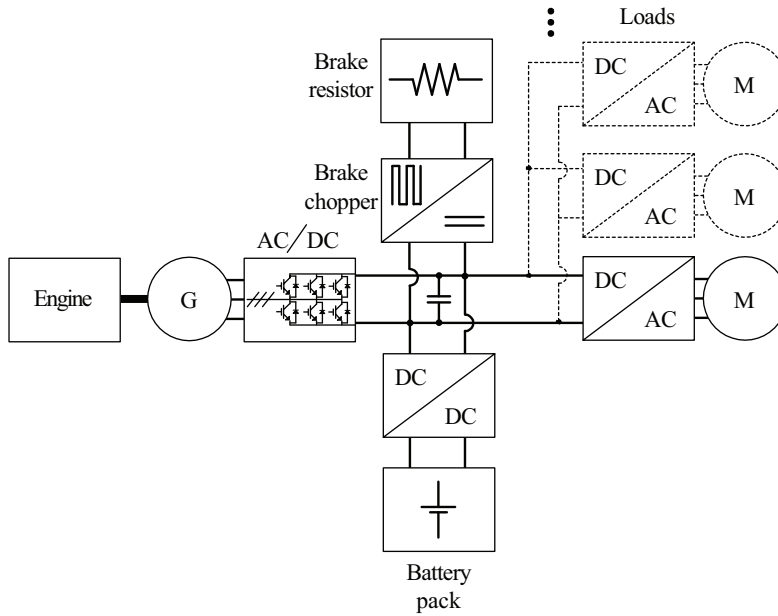 Loads
Brake
resistor
DC
AC
M
Brake
chopper
DC
AC
M
AC/DC
Engine
G
DC
AC
M
DC
DC
Battery
pack